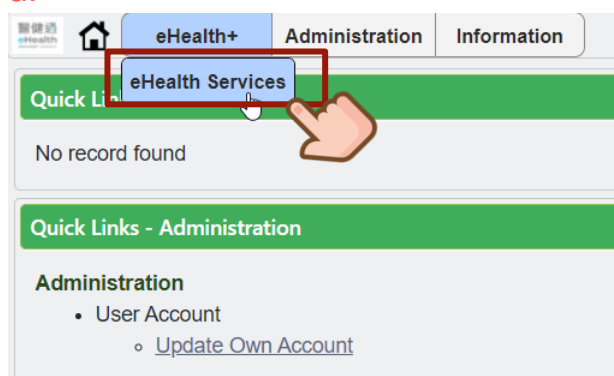 醫健通
eHealth
eHealth+
Administration
Information
eHealth Services
Quick Lin
No record found
Quick Links - Administration
Administration
User Account
Update Own Account